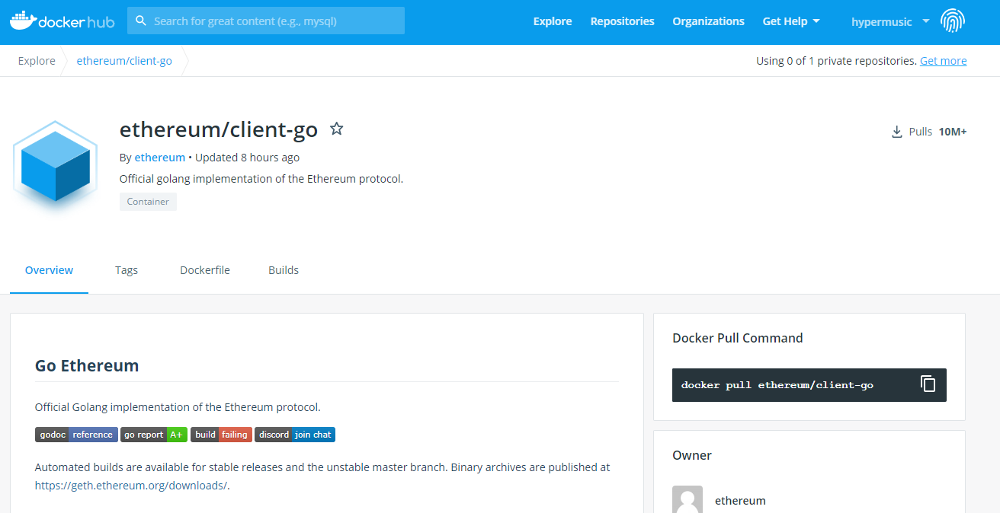 dockerhub Search for great content (e.g., mysql) Explore Repositories Organizations Get Help hypermusic
Explore ethereum/client-go Using 0 of 1 private repositories. Get more
ethereum/client-go
Pulls 10M+
By ethereum • Updated 8 hours ago
Official golang implementation of the Ethereum protocol.
Container
Overview Tags Dockerfile Builds
Go Ethereum
Official Golang implementation of the Ethereum protocol.
godoc reference go report A+ build failing discord join chat
Automated builds are available for stable releases and the unstable master branch. Binary archives are published at
https://geth.ethereum.org/downloads/.
Docker Pull Command
docker pull ethereum/client-go
Owner
ethereum